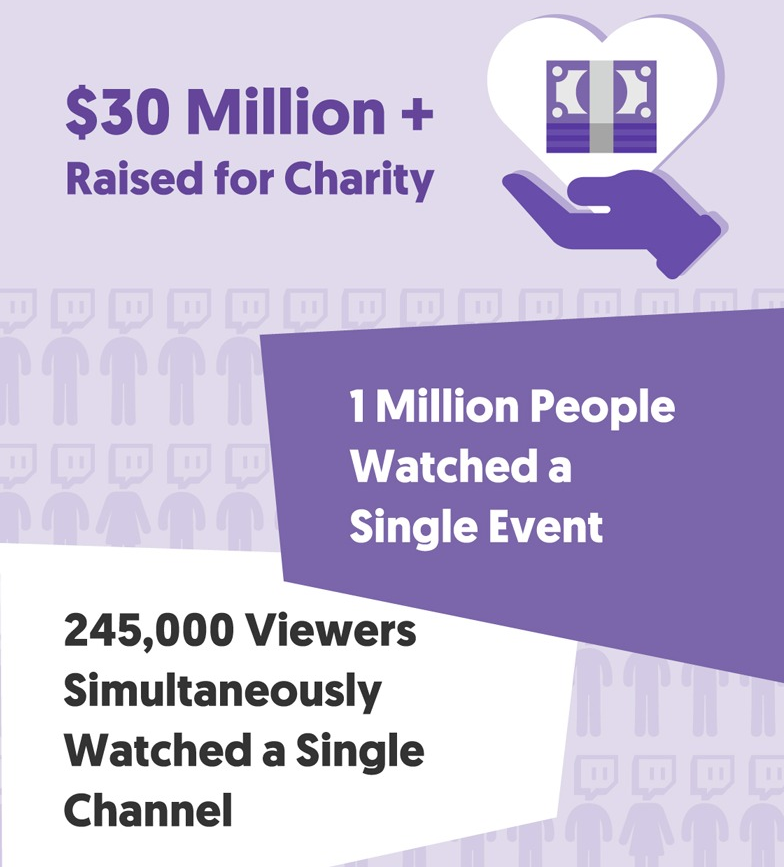 $30 Million +
Raised for Charity
1 Million People
Watched a
Single Event
245,000 Viewers
Simultaneously
Watched a Single
Channel